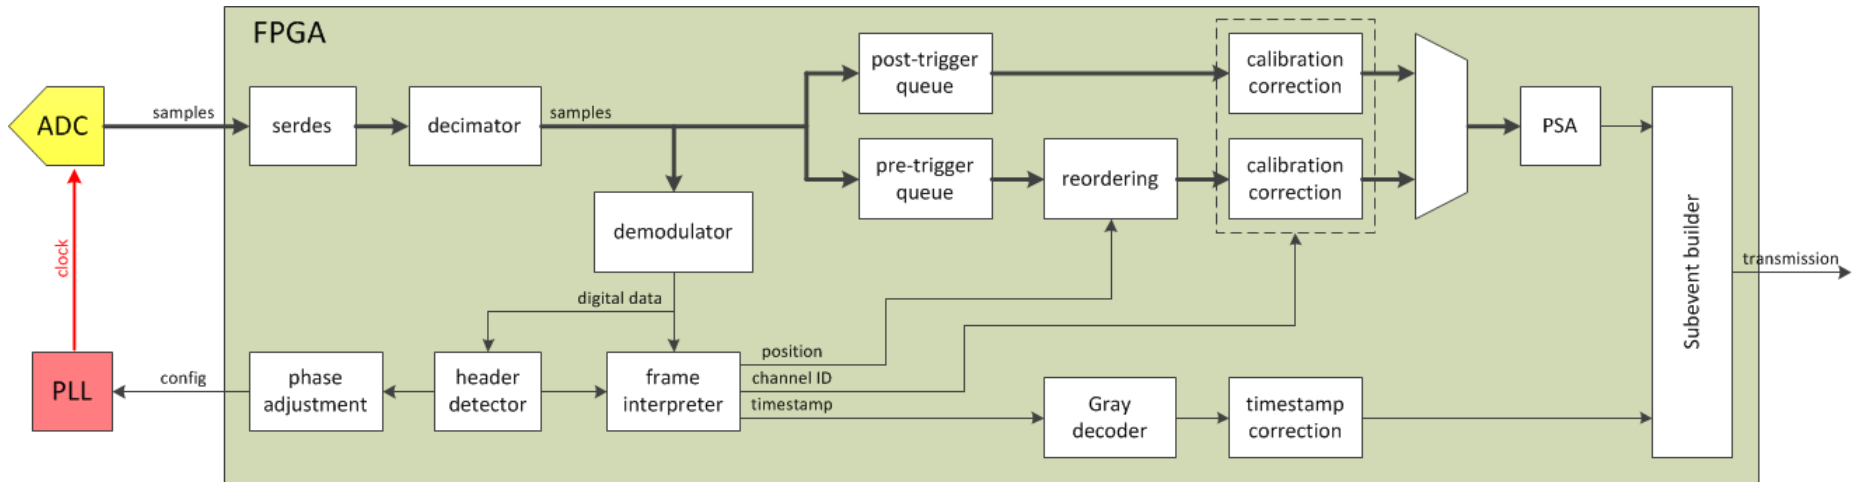 FPGA
post-trigger
queue
calibration
correction
ADC
samples
serdes
decimator
samples
PSA
pre-trigger
queue
reordering
calibration
correction
demodulator
clock
Subevent builder
transmission
digital data
position
PLL
config
phase
adjustment
header
detector
frame
interpreter
channel ID
timestamp
Gray
decoder
timestamp
correction